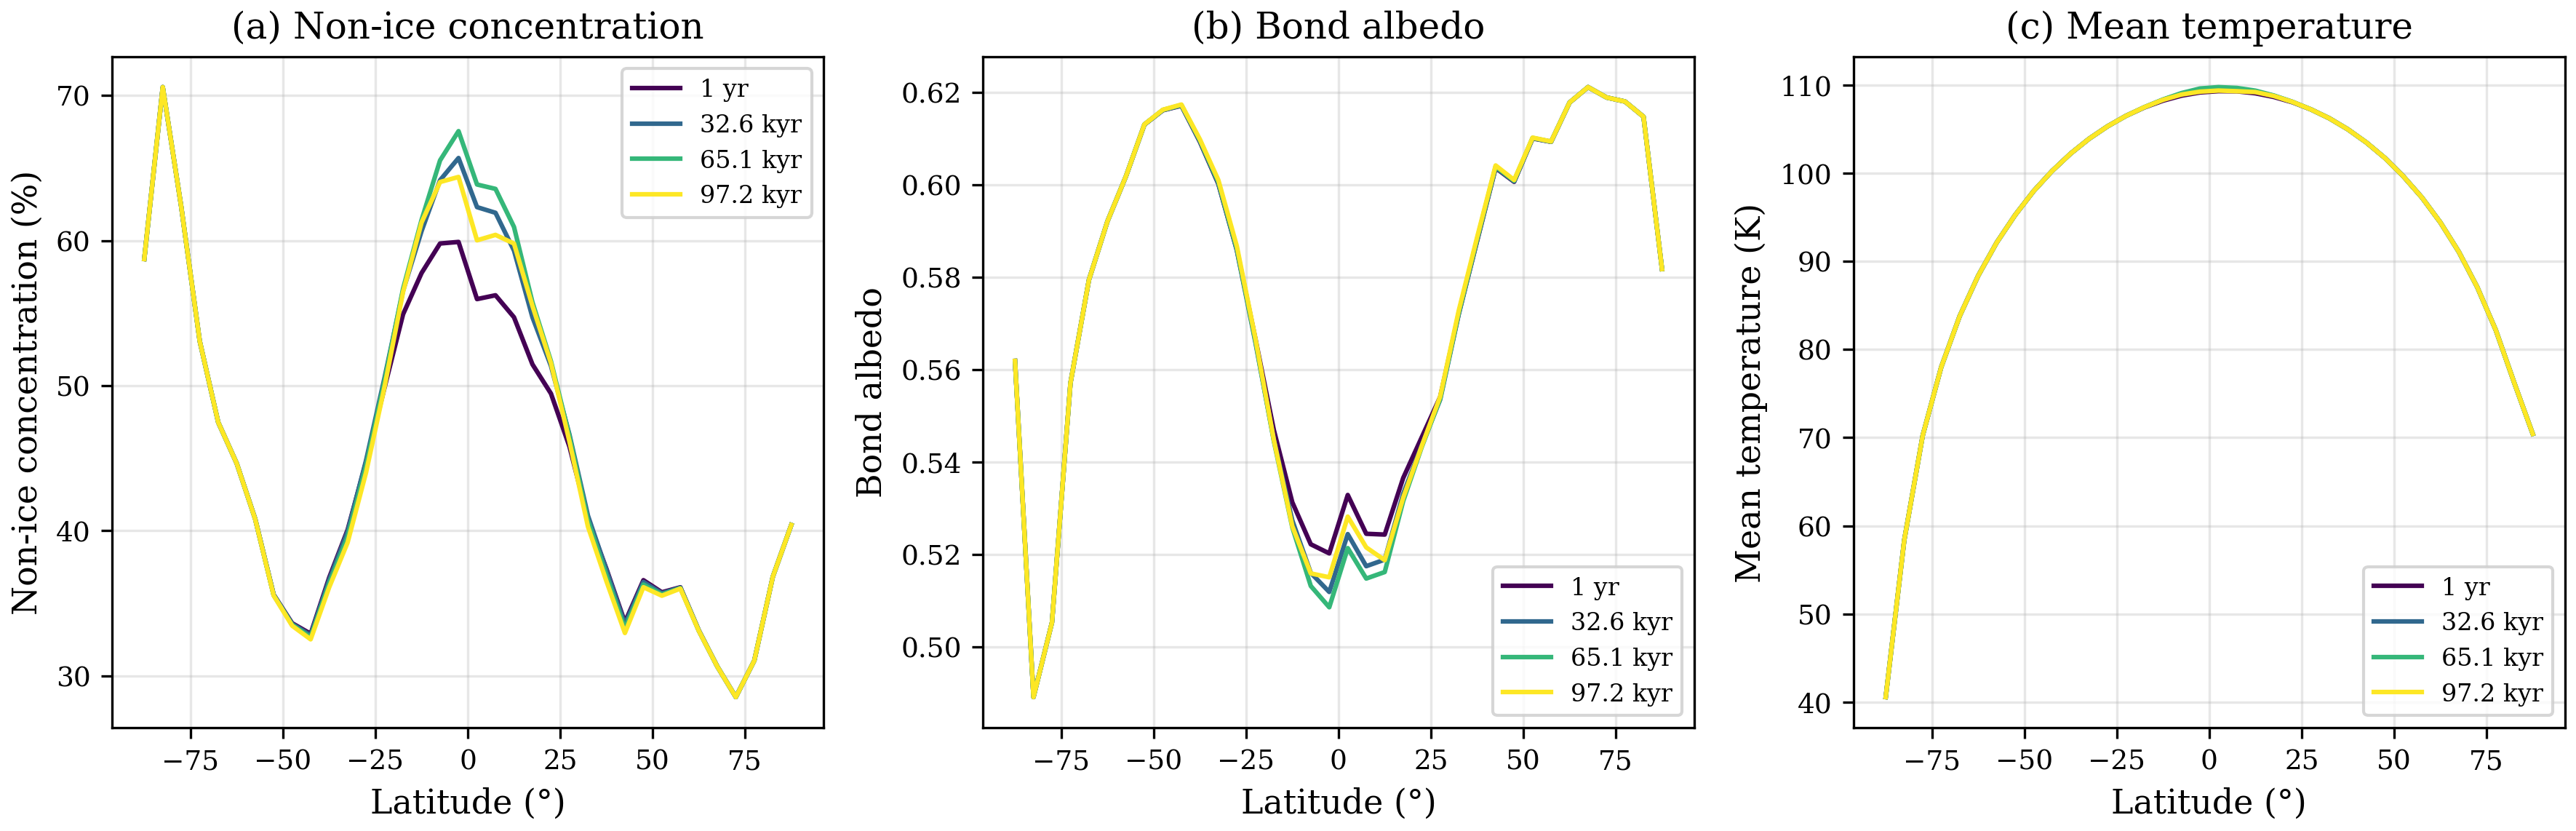 (a) Non-ice concentration
Non-ice concentration (%)
70
60
50
40
30
1 yr
32.6 kyr
65.1 kyr
97.2 kyr
−75 −50 −25 0 25 50 75
Latitude (°)
(b) Bond albedo
Bond albedo
0.62
0.60
0.58
0.56
0.54
0.52
0.50
1 yr
32.6 kyr
65.1 kyr
97.2 kyr
−75 −50 −25 0 25 50 75
Latitude (°)
(c) Mean temperature
Mean temperature (K)
110
100
90
80
70
60
50
40
1 yr
32.6 kyr
65.1 kyr
97.2 kyr
−75 −50 −25 0 25 50 75
Latitude (°)